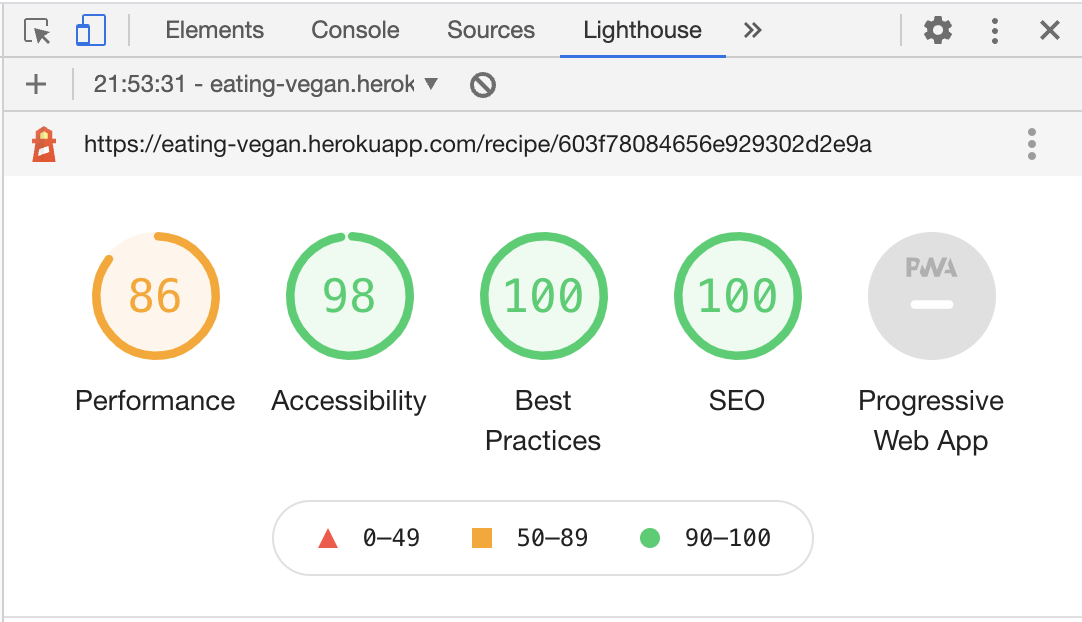 Elements Console Sources Lighthouse
21:53:31 - eating-vegan.herok
https://eating-vegan.herokuapp.com/recipe/603f78084656e929302d2e9a
86 98 100 100 PWA
Performance Accessibility Best Practices SEO Progressive Web App
0–49 50–89 90–100